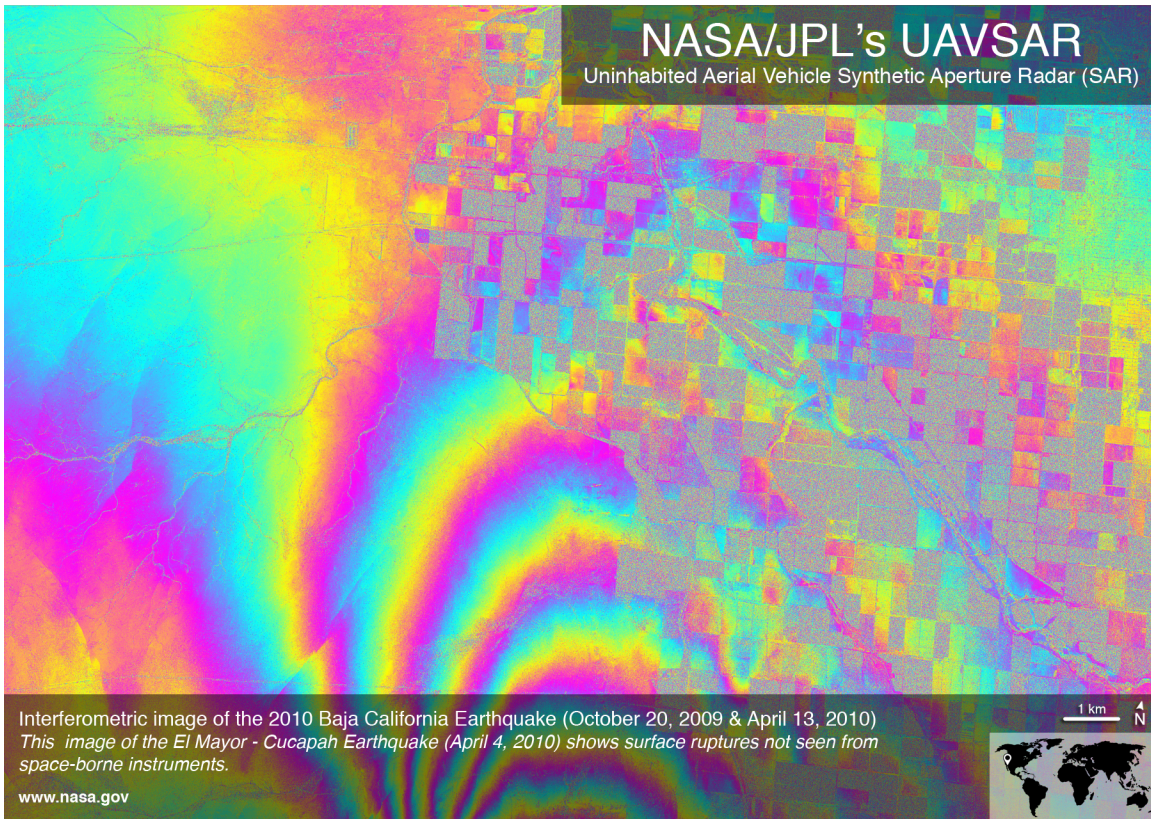 NASA/JPL's UAVSAR
Uninhabited Aerial Vehicle Synthetic Aperture Radar (SAR)
Interferometric image of the 2010 Baja California Earthquake (October 20, 2009 & April 13, 2010)
This image of the El Mayor - Cucapah Earthquake (April 4, 2010) shows surface ruptures not seen from
space-borne instruments.
www.nasa.gov
1 km
N